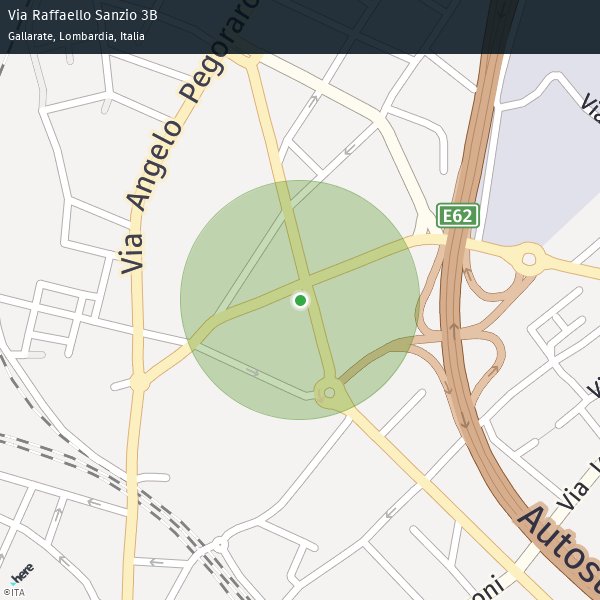 Via Raffaello Sanzio 3B
Gallarate, Lombardia, Italia
Via Angelo Pegoraro
Via
E62
Via
Via
Autos
oni
here
©ITA